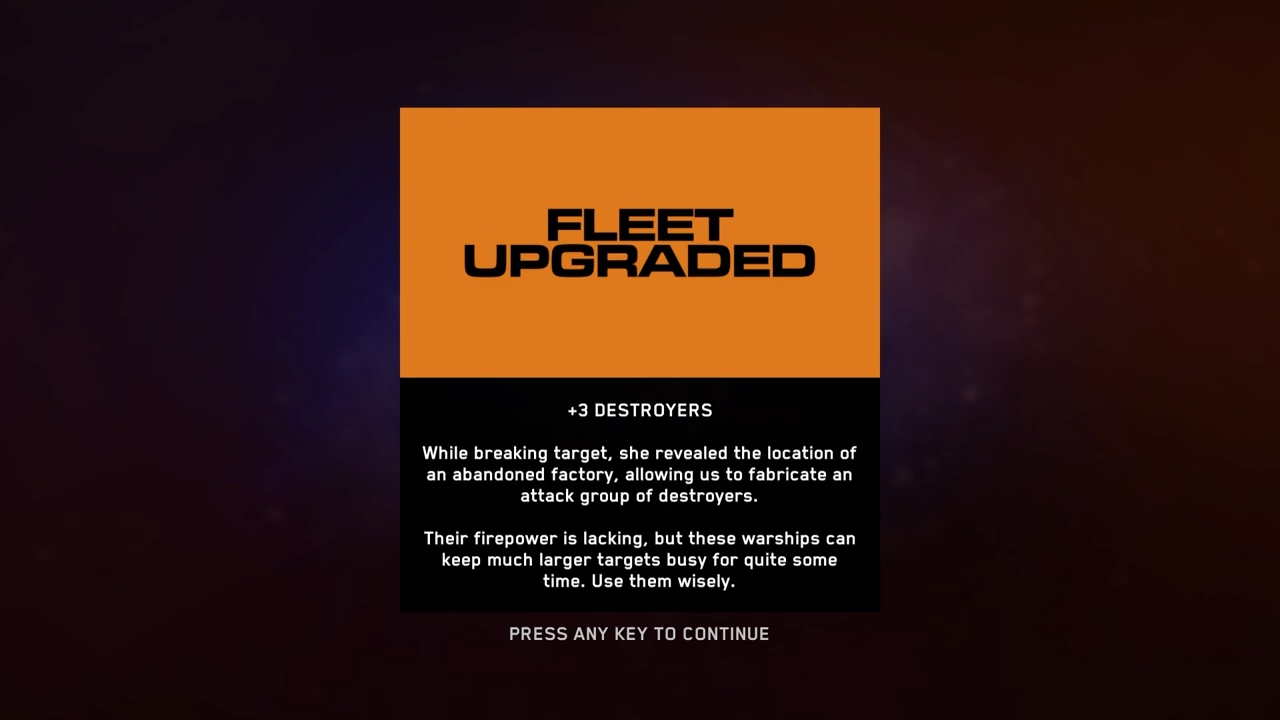 FLEET
UPGRADED
+3 DESTROYERS
While breaking target, she revealed the location of
an abandoned factory, allowing us to fabricate an
attack group of destroyers.
Their firepower is lacking, but these warships can
keep much larger targets busy for quite some
time. Use them wisely.
PRESS ANY KEY TO CONTINUE